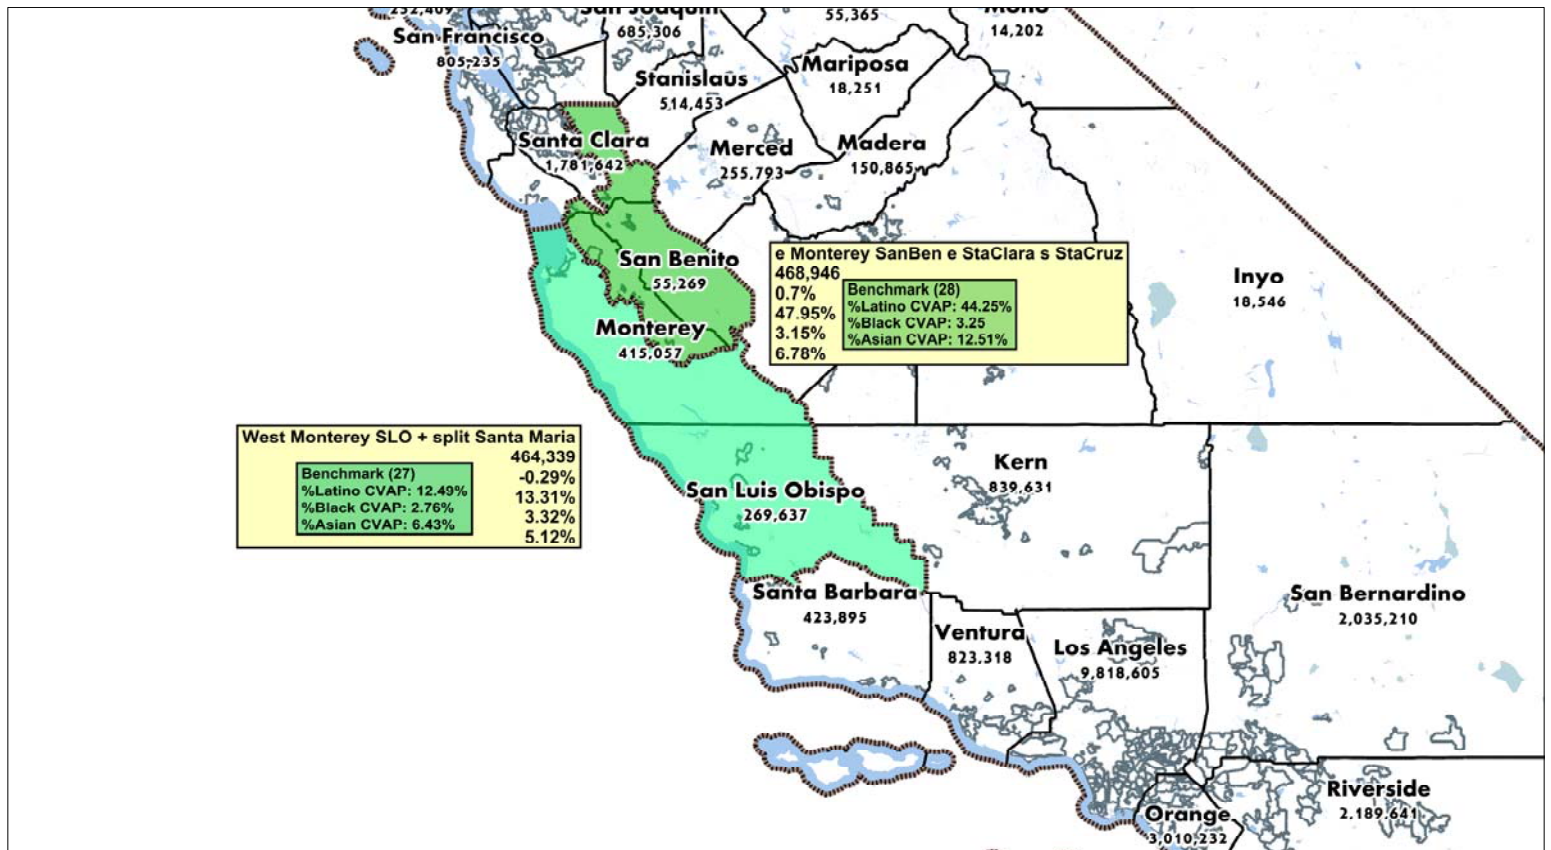 252,409
San Joaquin
685,306
55,365
Mono
14,202
San Francisco
805,235
Stanislaus
514,453
Mariposa
18,251
Santa Clara
1,781,642
Merced
255,793
Madera
150,865
San Benito
55,269
Monterey
415,057
e Monterey SanBen e StaClara s StaCruz
468,946
0.7%
47.95%
3.15%
6.78%
Benchmark (28)
%Latino CVAP: 44.25%
%Black CVAP: 3.25
%Asian CVAP: 12.51%
Inyo
18,546
West Monterey SLO + split Santa Maria
464,339
-0.29%
13.31%
3.32%
5.12%
Benchmark (27)
%Latino CVAP: 12.49%
%Black CVAP: 2.76%
%Asian CVAP: 6.43%
San Luis Obispo
269,637
Kern
839,631
Santa Barbara
423,895
Ventura
823,318
Los Angeles
9,818,605
San Bernardino
2,035,210
Riverside
2,189,641
Orange
3,010,232